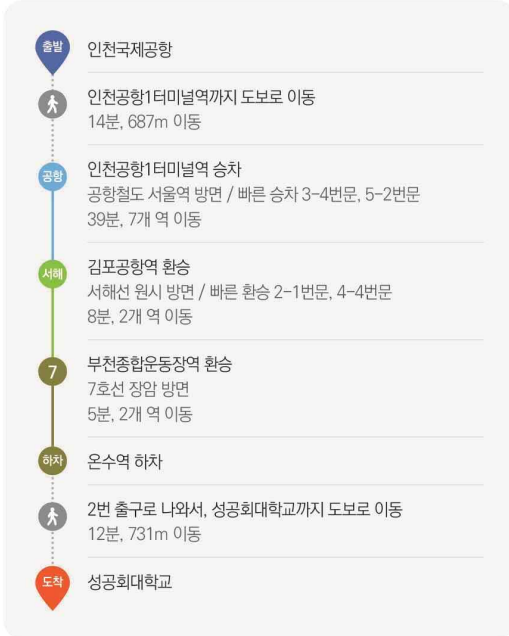 출발
인천국제공항
인천공항1터미널역까지 도보로 이동
14분, 687m 이동
공항
인천공항1터미널역 승차
공항철도 서울역 방면 / 빠른 승차 3-4번문, 5-2번문
39분, 7개 역 이동
서해
김포공항역 환승
서해선 원시 방면 / 빠른 환승 2-1번문, 4-4번문
8분, 2개 역 이동
7
부천종합운동장역 환승
7호선 장암 방면
5분, 2개 역 이동
하차
온수역 하차
2번 출구로 나와서, 성공회대학교까지 도보로 이동
12분, 731m 이동
도착
성공회대학교